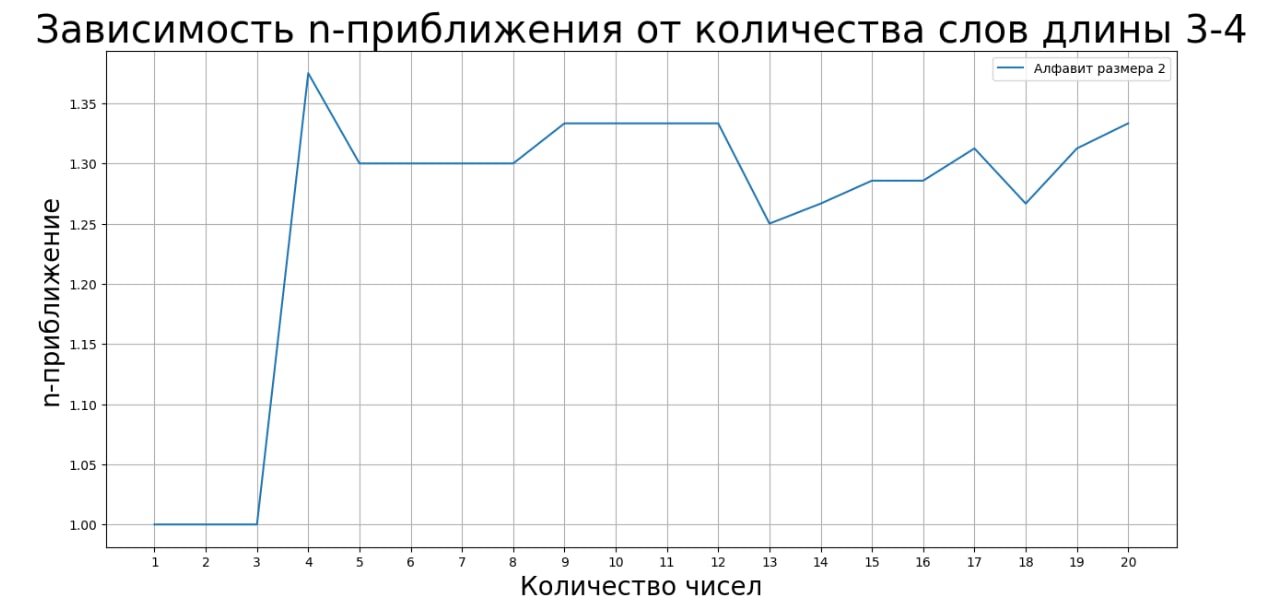 Зависимость n-приближения от количества слов длины 3-4
Алфавит размера 2
n-приближение
1.35
1.30
1.25
1.20
1.15
1.10
1.05
1.00
1 2 3 4 5 6 7 8 9 10 11 12 13 14 15 16 17 18 19 20
Количество чисел